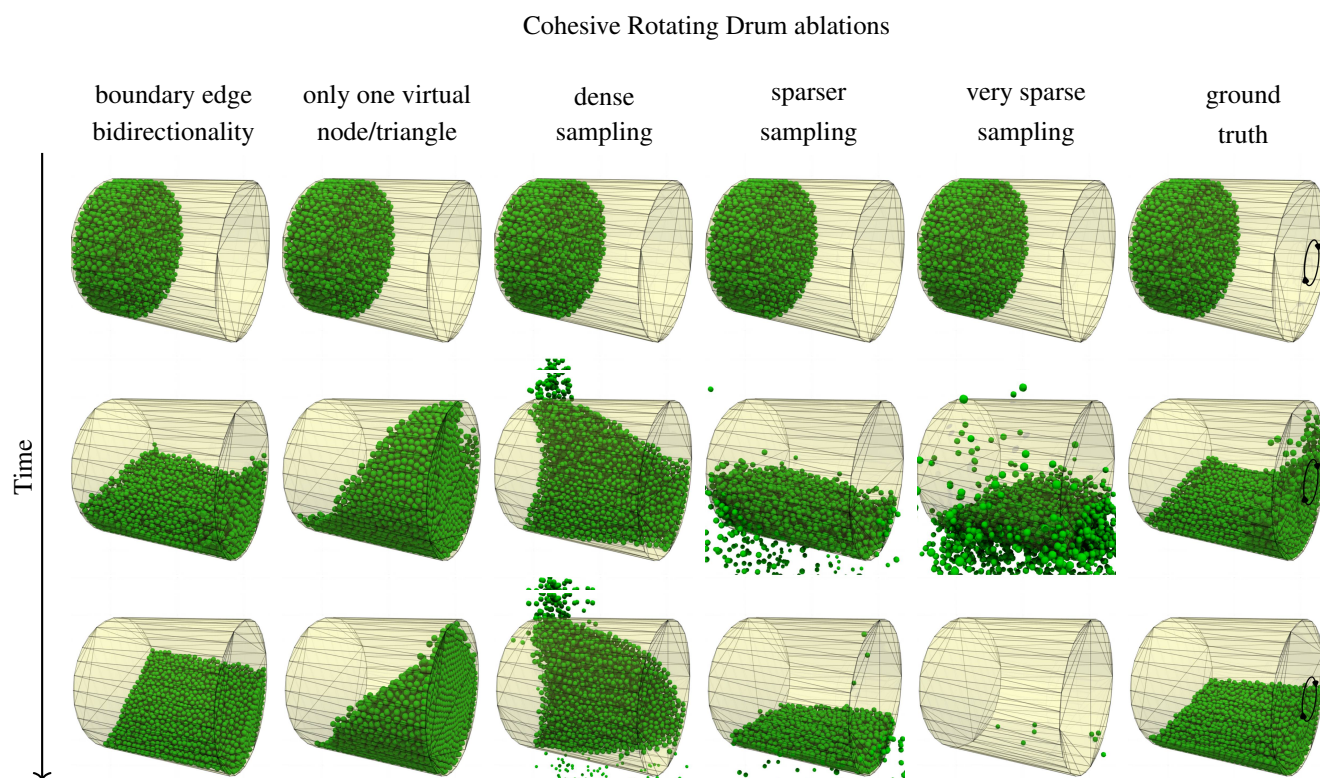 Cohesive Rotating Drum ablations
boundary edge
bidirectionality
only one virtual
node/triangle
dense
sampling
sparser
sampling
very sparse
sampling
ground
truth
Time